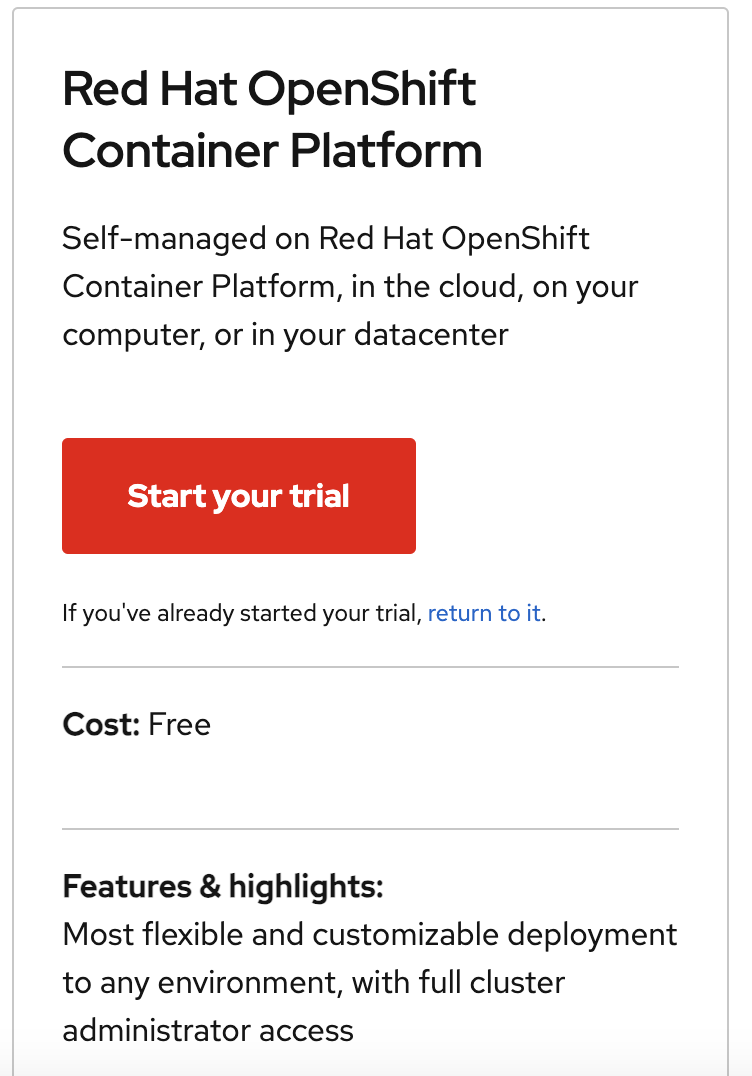 Red Hat OpenShift
Container Platform
Self-managed on Red Hat OpenShift
Container Platform, in the cloud, on your
computer, or in your datacenter
Start your trial
If you've already started your trial, return to it.
Cost: Free
Features & highlights:
Most flexible and customizable deployment
to any environment, with full cluster
administrator access